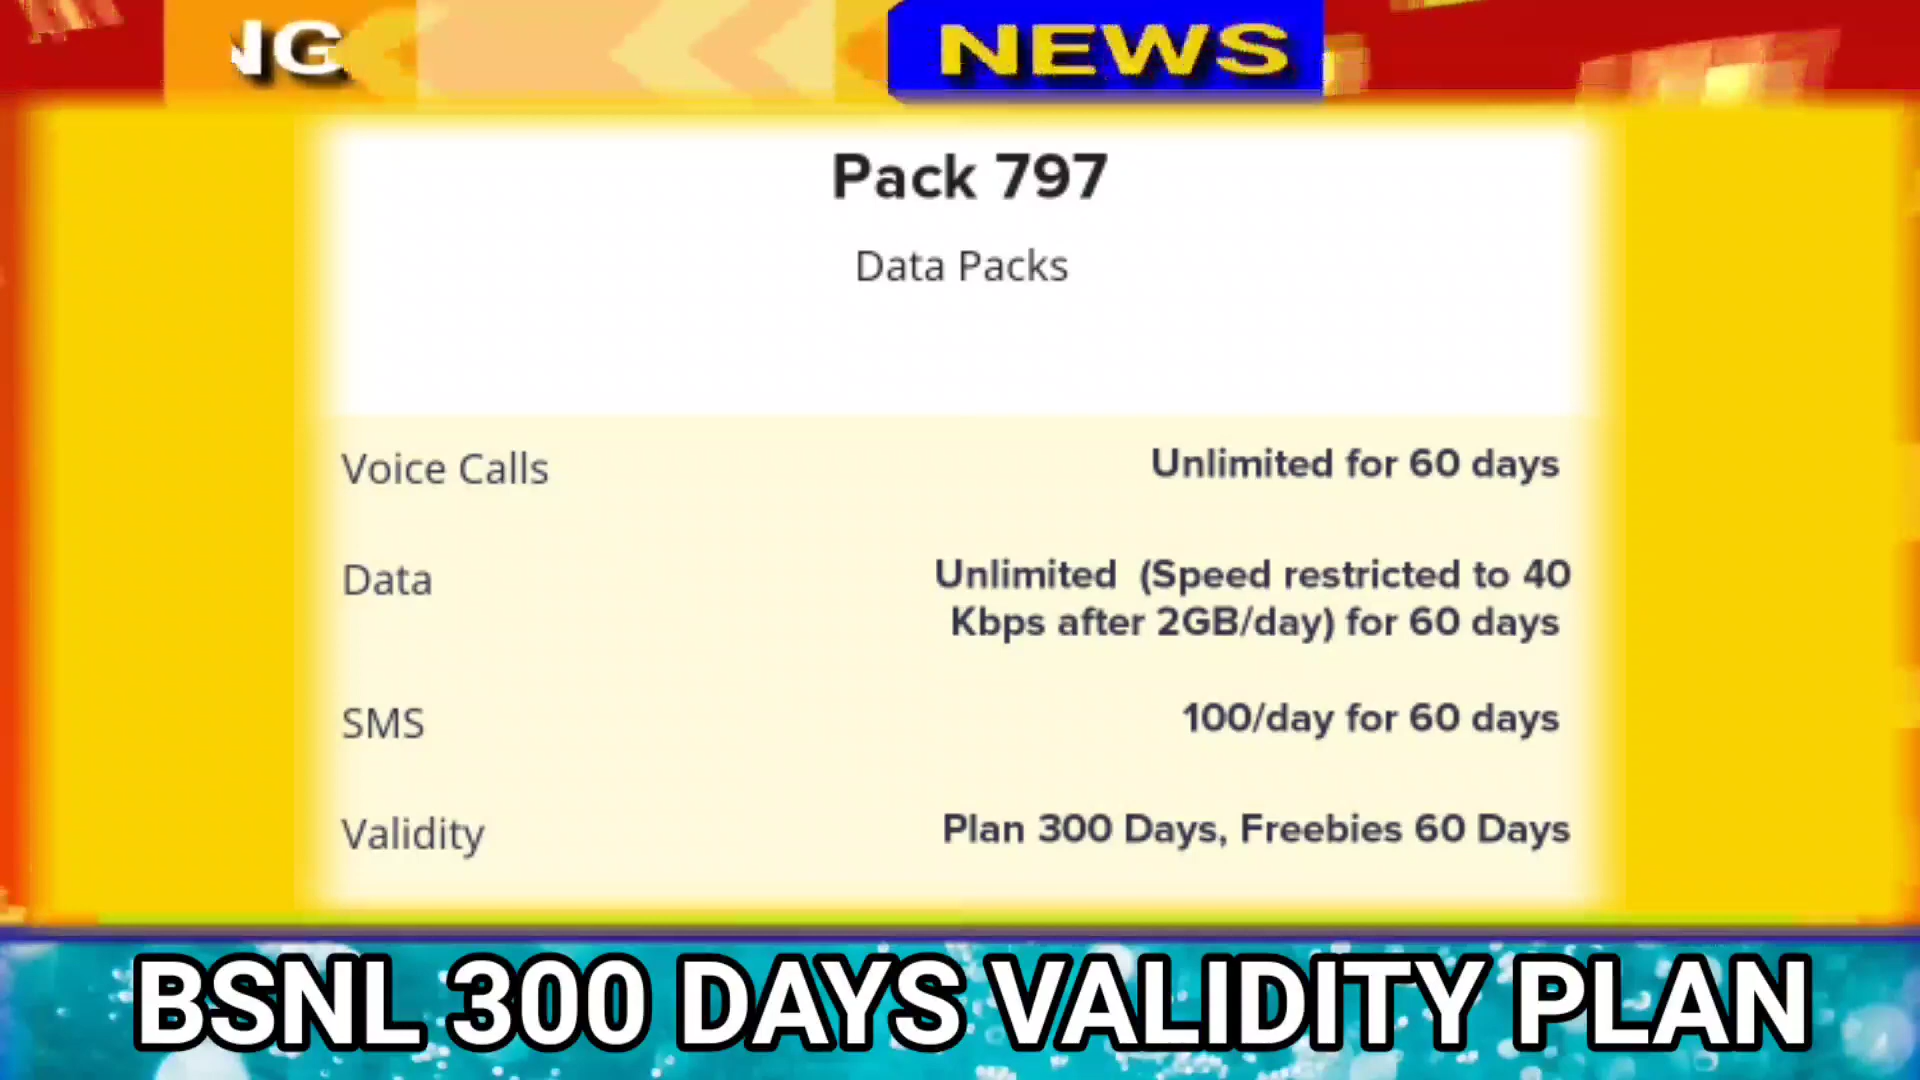 NG NEWS
Pack 797
Data Packs
Voice Calls Unlimited for 60 days
Data Unlimited (Speed restricted to 40
Kbps after 2GB/day) for 60 days
SMS 100/day for 60 days
Validity Plan 300 Days, Freebies 60 Days
BSNL 300 DAYS VALIDITY PLAN